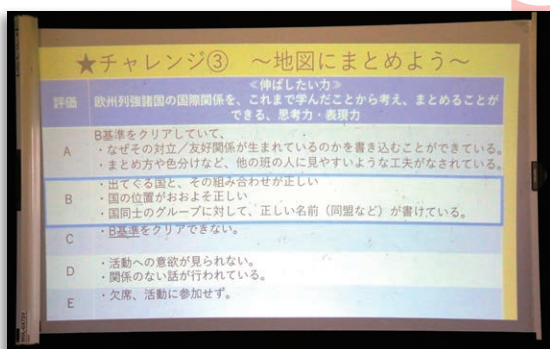 ★チャレンジ③ ～地図にまとめよう～
評価
≪伸ばしたい力≫
欧州列強諸国の国際関係を、これまで学んだことから考え、まとめることが
できる、思考力・表現力
A
B基準をクリアしていて、
・なぜその対立/友好関係が生まれているのかを書き込むことができている。
・まとめ方や色分けなど、他の班の人に見やすいような工夫がなされている。
B
・出てくる国と、その組み合わせが正しい
・国の位置がおおよそ正しい
・国同士のグループに対して、正しい名前（同盟など）が書けている。
C
・B基準をクリアできない。
D
・活動への意欲が見られない。
・関係のない話が行われている。
E
・欠席、活動に参加せず。